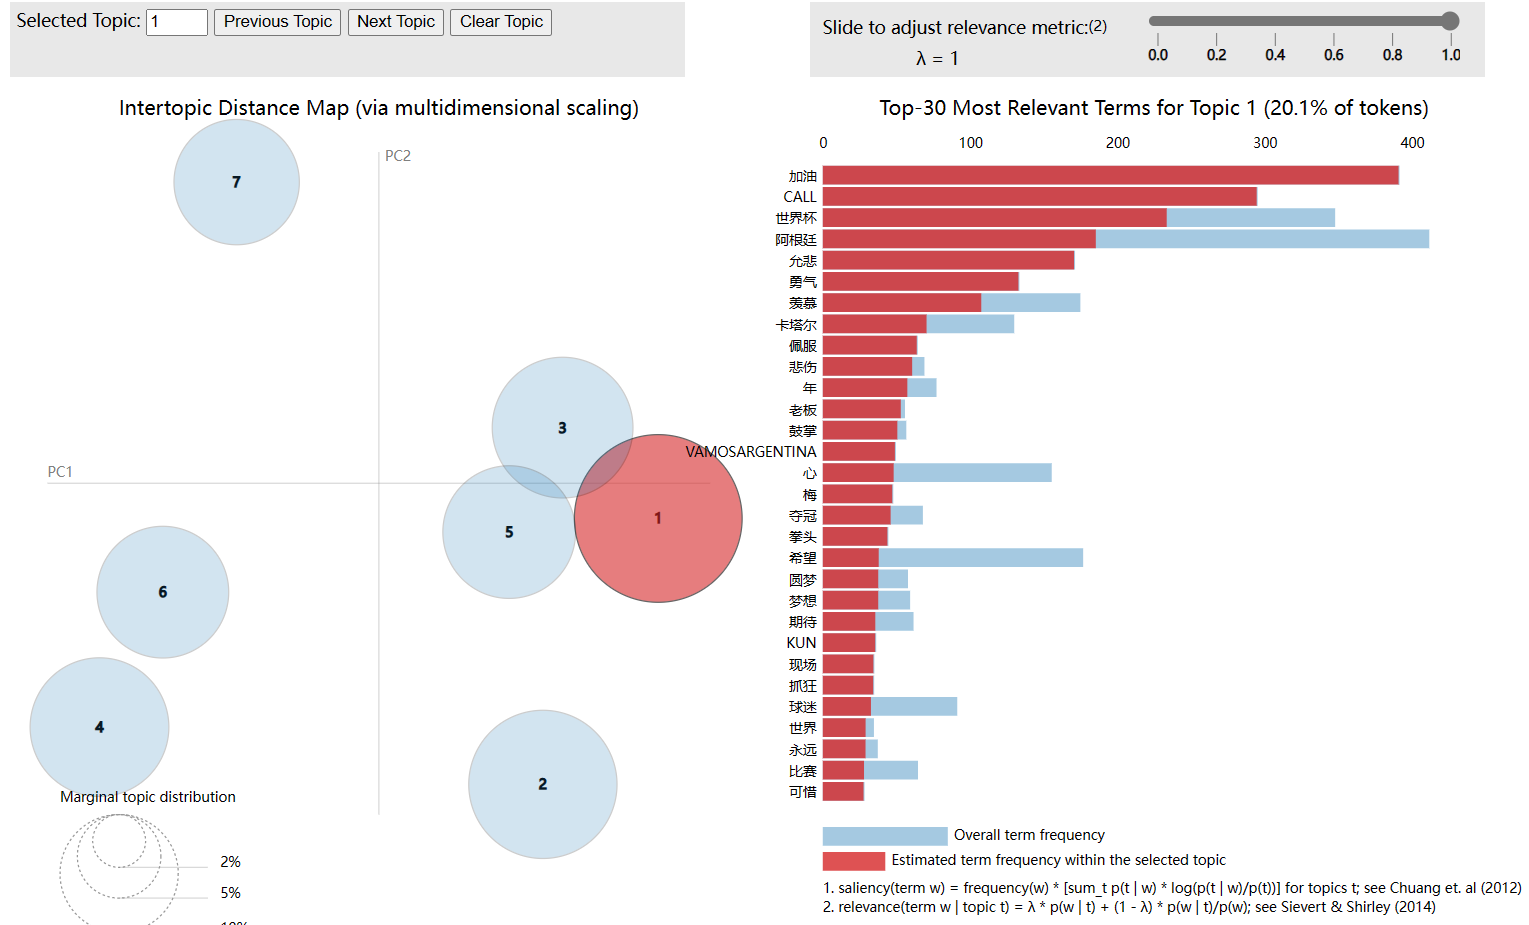 Selected Topic: 1 Previous Topic Next Topic Clear Topic
Slide to adjust relevance metric:(2)
λ = 1
0.0 0.2 0.4 0.6 0.8 1.0
Intertopic Distance Map (via multidimensional scaling)
PC2
PC1
7
3
1
5
6
4
2
Marginal topic distribution
2%
5%
Top-30 Most Relevant Terms for Topic 1 (20.1% of tokens)
0 100 200 300 400
加油
CALL
世界杯
阿根廷
允悲
勇气
羡慕
卡塔尔
佩服
悲伤
年
老板
鼓掌
VAMOSARGENTINA
心
梅
夺冠
拳头
希望
圆梦
梦想
期待
KUN
现场
抓狂
球迷
世界
永远
比赛
可惜
Overall term frequency
Estimated term frequency within the selected topic
1. saliency(term w) = frequency(w) * [sum_t p(t | w) * log(p(t | w)/p(t))] for topics t; see Chuang et. al (2012)
2. relevance(term w | topic t) = λ * p(w | t) + (1 - λ) * p(w | t)/p(w); see Sievert & Shirley (2014)